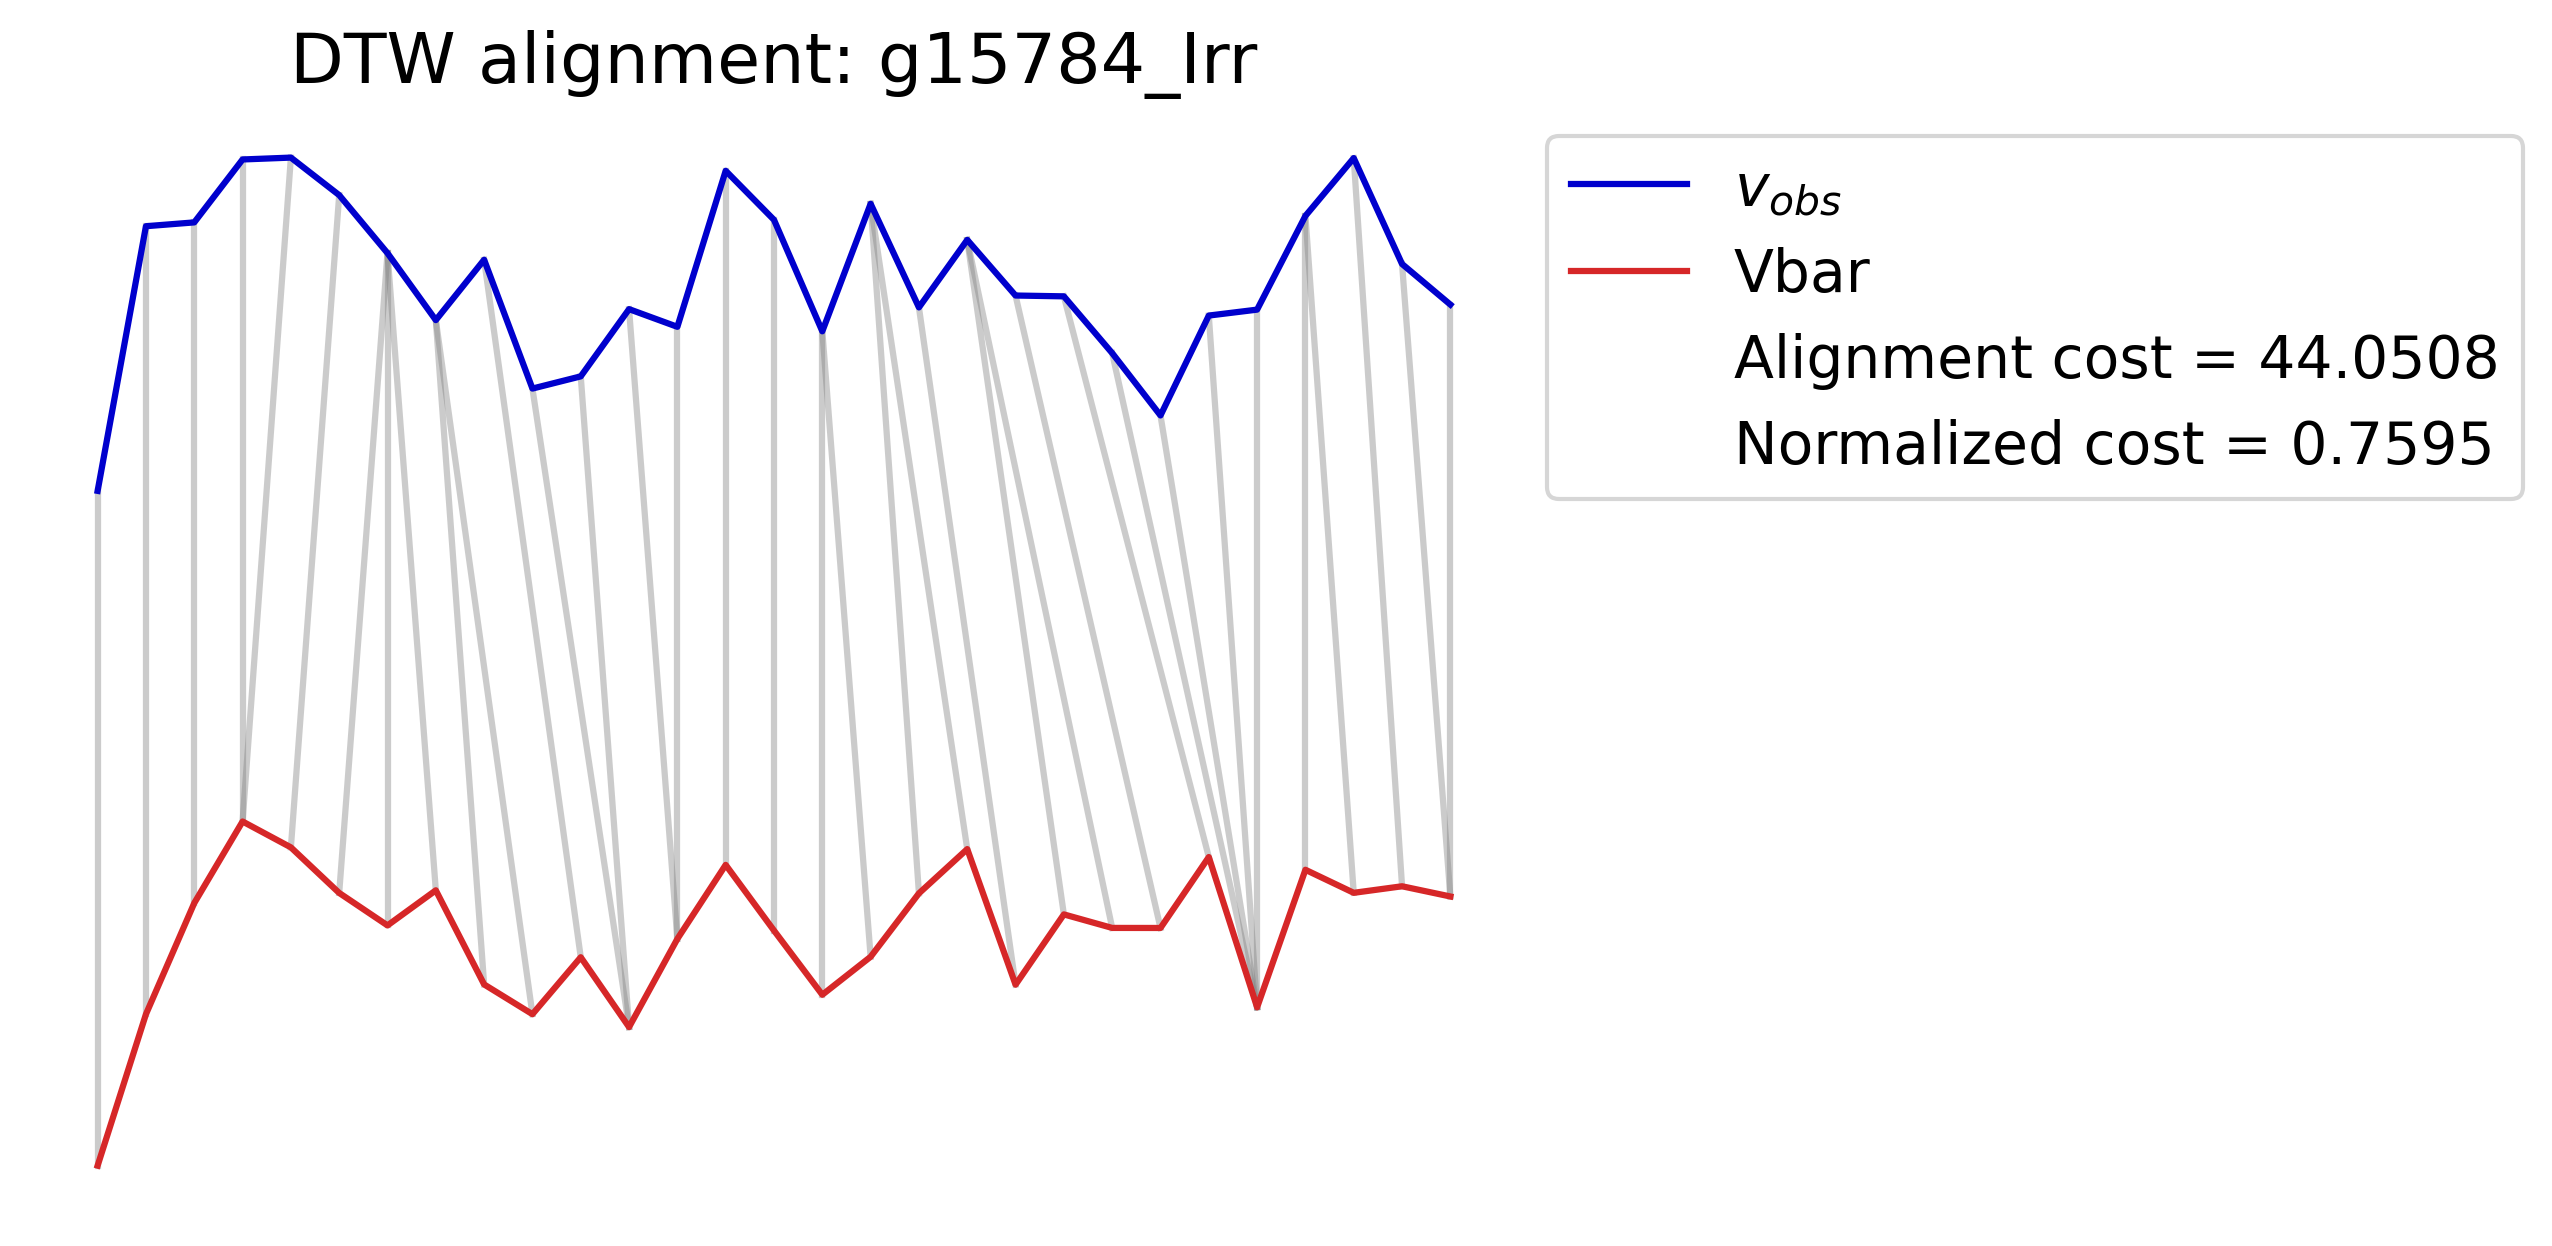 DTW alignment: g15784_Irr
v_obs
Vbar
Alignment cost = 44.0508
Normalized cost = 0.7595